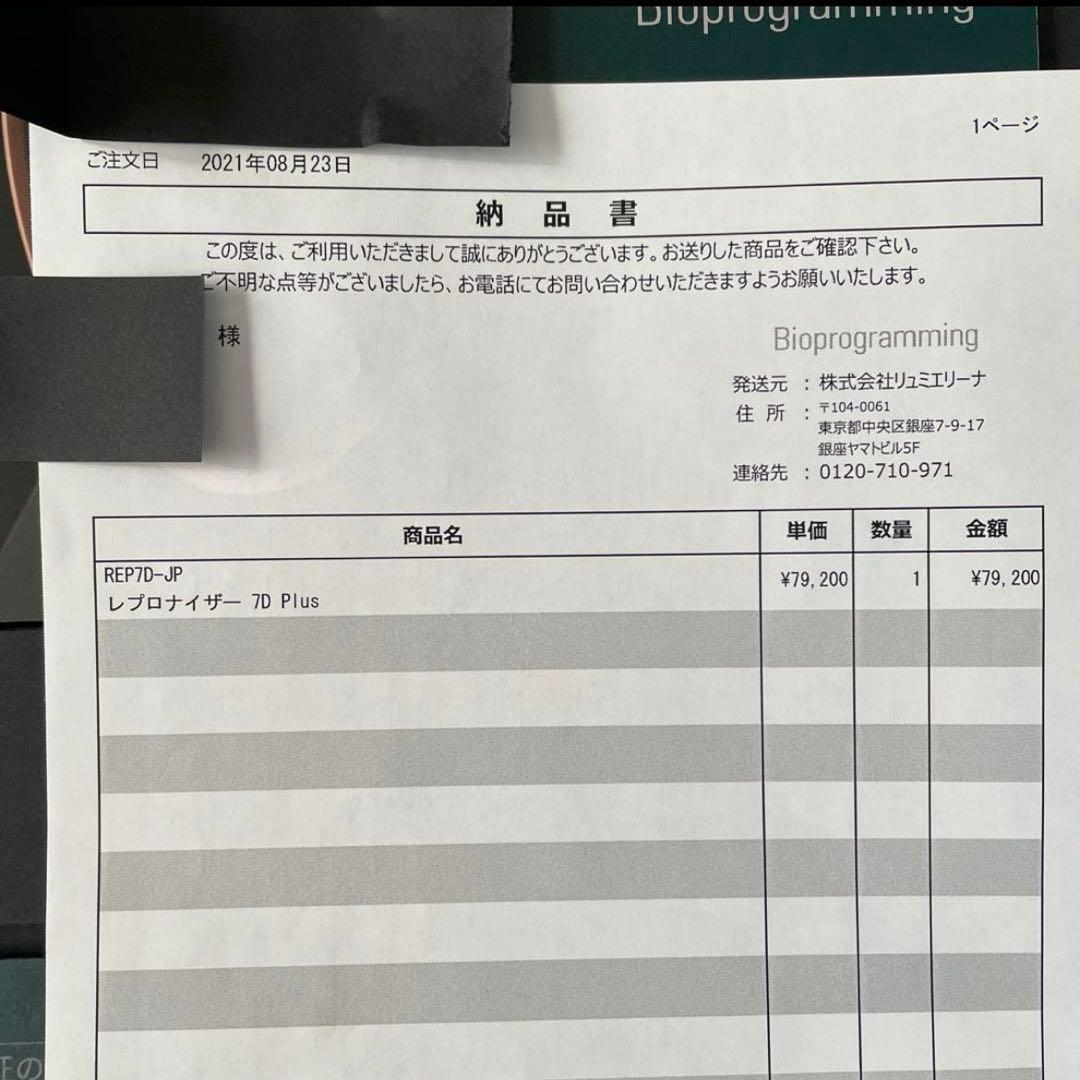 Bioprogramming
1ページ
ご注文日 2021年08月23日
納品書
この度は、ご利用いただきまして誠にありがとうございます。お送りした商品をご確認下さい。
ご不明な点等がございましたら、お電話にてお問い合わせいただきますようお願いいたします。
様
Bioprogramming
発送元 : 株式会社リュミエリーナ
住所 : 〒104-0061
東京都中央区銀座7-9-17
銀座ヤマトビル5F
連絡先 : 0120-710-971
商品名 単価 数量 金額
REP7D-JP ¥79,200 1 ¥79,200
レプロナイザー 7D Plus